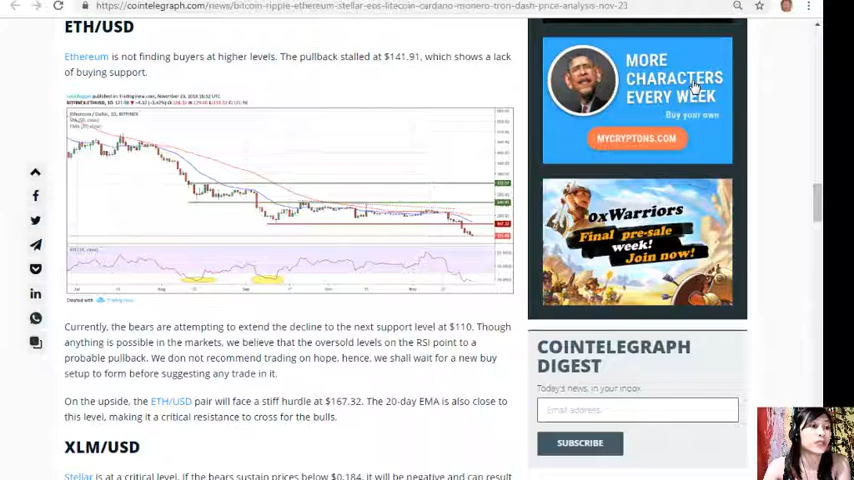 https://cointelegraph.com/news/bitcoin-ripple-ethereum-stellar-eos-litecoin-cardano-monero-tron-dash-price-analysis-nov-23
ETH/USD
Ethereum is not finding buyers at higher levels. The pullback stalled at $141.91, which shows a lack
of buying support.
Currently, the bears are attempting to extend the decline to the next support level at $110. Though
anything is possible in the markets, we believe that the oversold levels on the RSI point to a
probable pullback. We don not recommend trading on hope, hence, we shall wait for a new buy
setup to form before suggesting any trade in it.
On the upside, the ETH/USD pair will face a stiff hurdle at $167.32. The 20-day EMA is also close to
this level, making it a critical resistance to cross for the bulls.
XLM/USD
Stellar is at a critical level, if the bears sustain prices below $0.184, it will be negative and can result
MORE
CHARACTERS
EVERY WEEK
Buy your own
MYCRYPTONS.COM
0xWarriors
Final pre-sale
week!
Join now!
COINTELEGRAPH
DIGEST
Today's news, in your inbox
Email address.
SUBSCRIBE